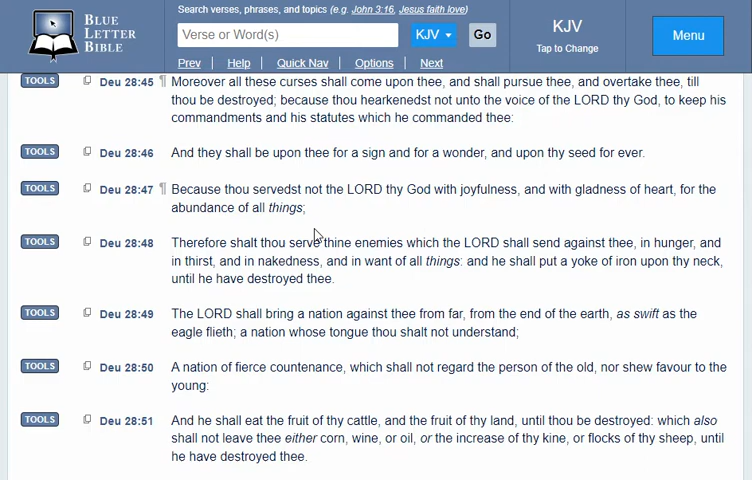 BLUE
LETTER
BIBLE
Search verses, phrases, and topics (e.g. John 3:16, Jesus faith love)
Verse or Word(s)
KJV
Go
Prev | Help | Quick Nav | Options | Next
KJV
Tap to Change
Menu
TOOLS Deu 28:45 ¶ Moreover all these curses shall come upon thee, and shall pursue thee, and overtake thee, till
thou be destroyed; because thou hearkenedst not unto the voice of the LORD thy God, to keep his
commandments and his statutes which he commanded thee:
TOOLS Deu 28:46 And they shall be upon thee for a sign and for a wonder, and upon thy seed for ever.
TOOLS Deu 28:47 ¶ Because thou servedst not the LORD thy God with joyfulness, and with gladness of heart, for the
abundance of all things;
TOOLS Deu 28:48 Therefore shalt thou serve thine enemies which the LORD shall send against thee, in hunger, and
in thirst, and in nakedness, and in want of all things: and he shall put a yoke of iron upon thy neck,
until he have destroyed thee.
TOOLS Deu 28:49 The LORD shall bring a nation against thee from far, from the end of the earth, as swift as the
eagle flieth; a nation whose tongue thou shalt not understand;
TOOLS Deu 28:50 A nation of fierce countenance, which shall not regard the person of the old, nor shew favour to the
young:
TOOLS Deu 28:51 And he shall eat the fruit of thy cattle, and the fruit of thy land, until thou be destroyed: which also
shall not leave thee either corn, wine, or oil, or the increase of thy kine, or flocks of thy sheep, until
he have destroyed thee.